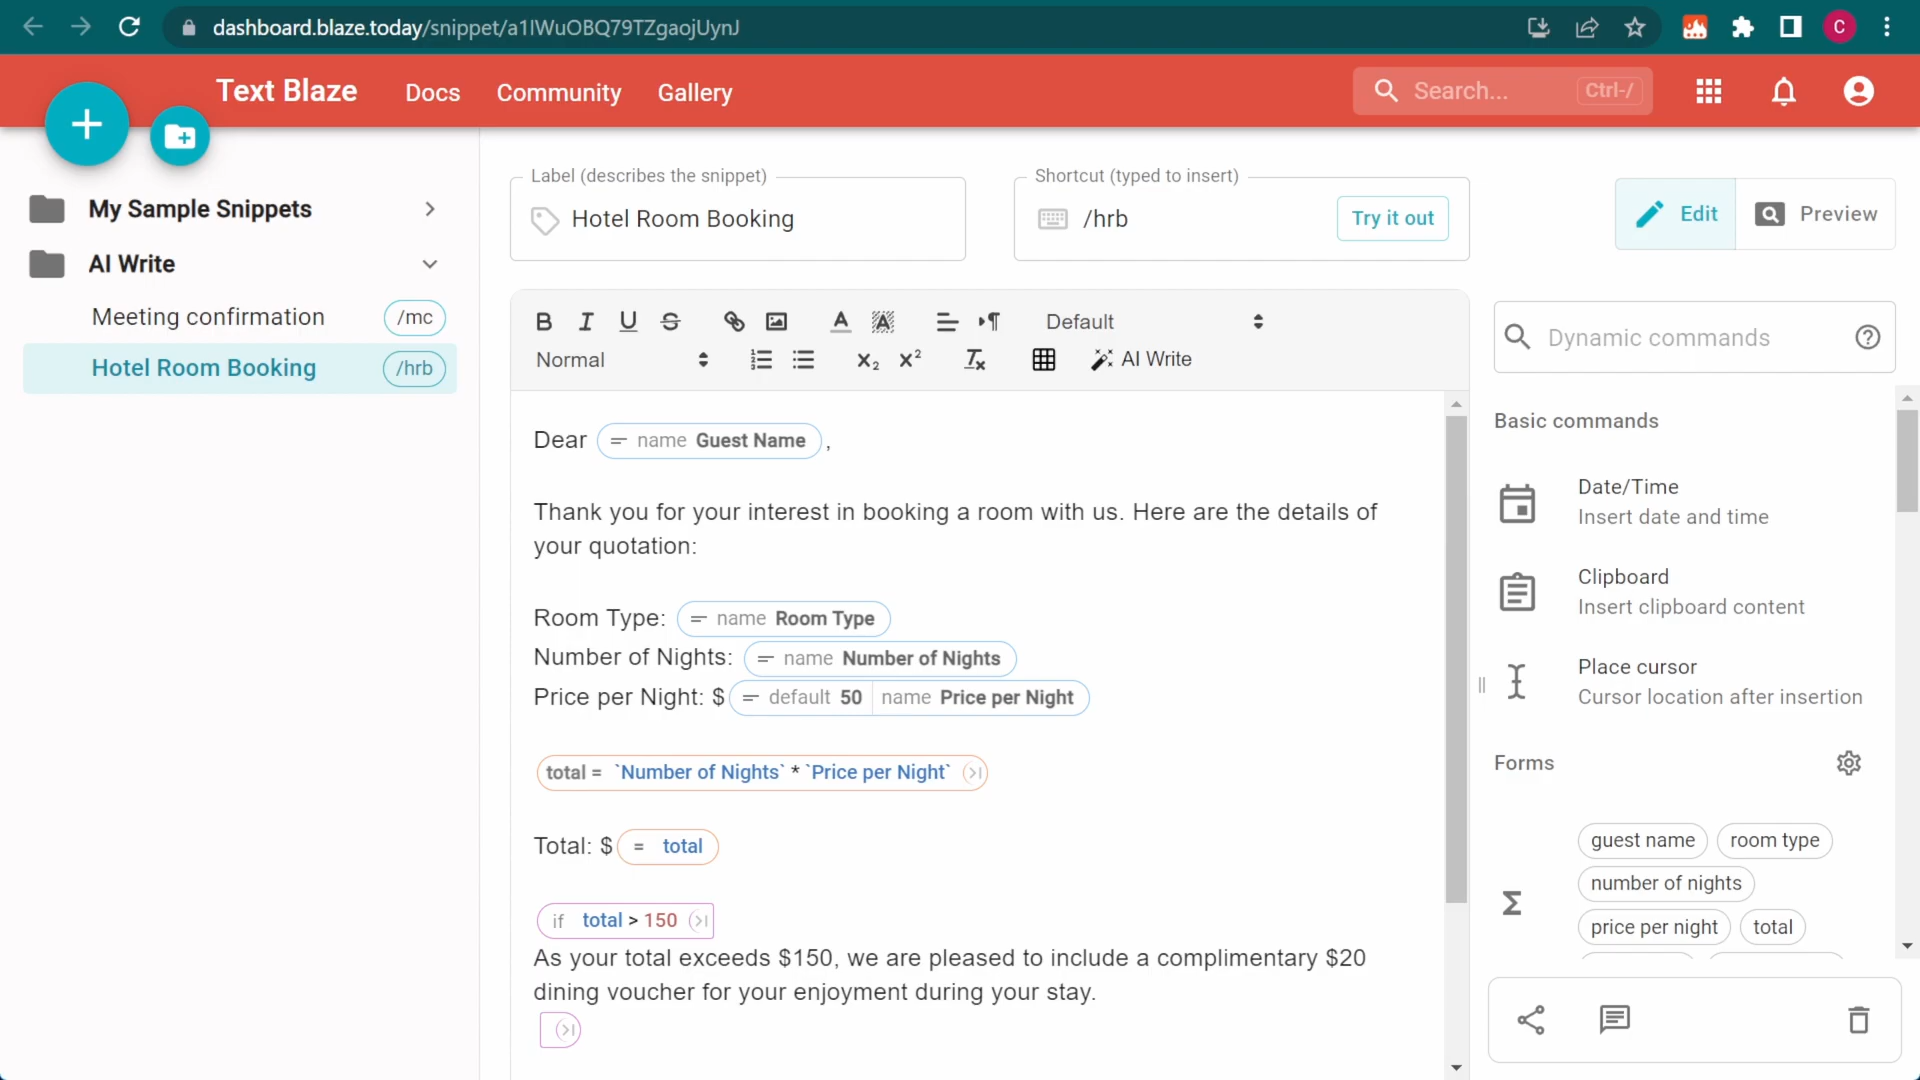 dashboard.blaze.today/snippet/a1lWuOBQ79TZgaojUynJ
C
Text Blaze
Docs
Community
Gallery
Search...
Ctrl-/
My Sample Snippets
AI Write
Meeting confirmation
/mc
Hotel Room Booking
/hrb
Label (describes the snippet)
Hotel Room Booking
Shortcut (typed to insert)
/hrb
Try it out
Edit
Preview
Default
Normal
AI Write
Dear name Guest Name ,
Thank you for your interest in booking a room with us. Here are the details of
your quotation:
Room Type: name Room Type
Number of Nights: name Number of Nights
Price per Night: $ default 50 name Price per Night
total = `Number of Nights` * `Price per Night`
Total: $ = total
if total > 150
As your total exceeds $150, we are pleased to include a complimentary $20
dining voucher for your enjoyment during your stay.
Dynamic commands
Basic commands
Date/Time
Insert date and time
Clipboard
Insert clipboard content
Place cursor
Cursor location after insertion
Forms
guest name
room type
number of nights
price per night
total